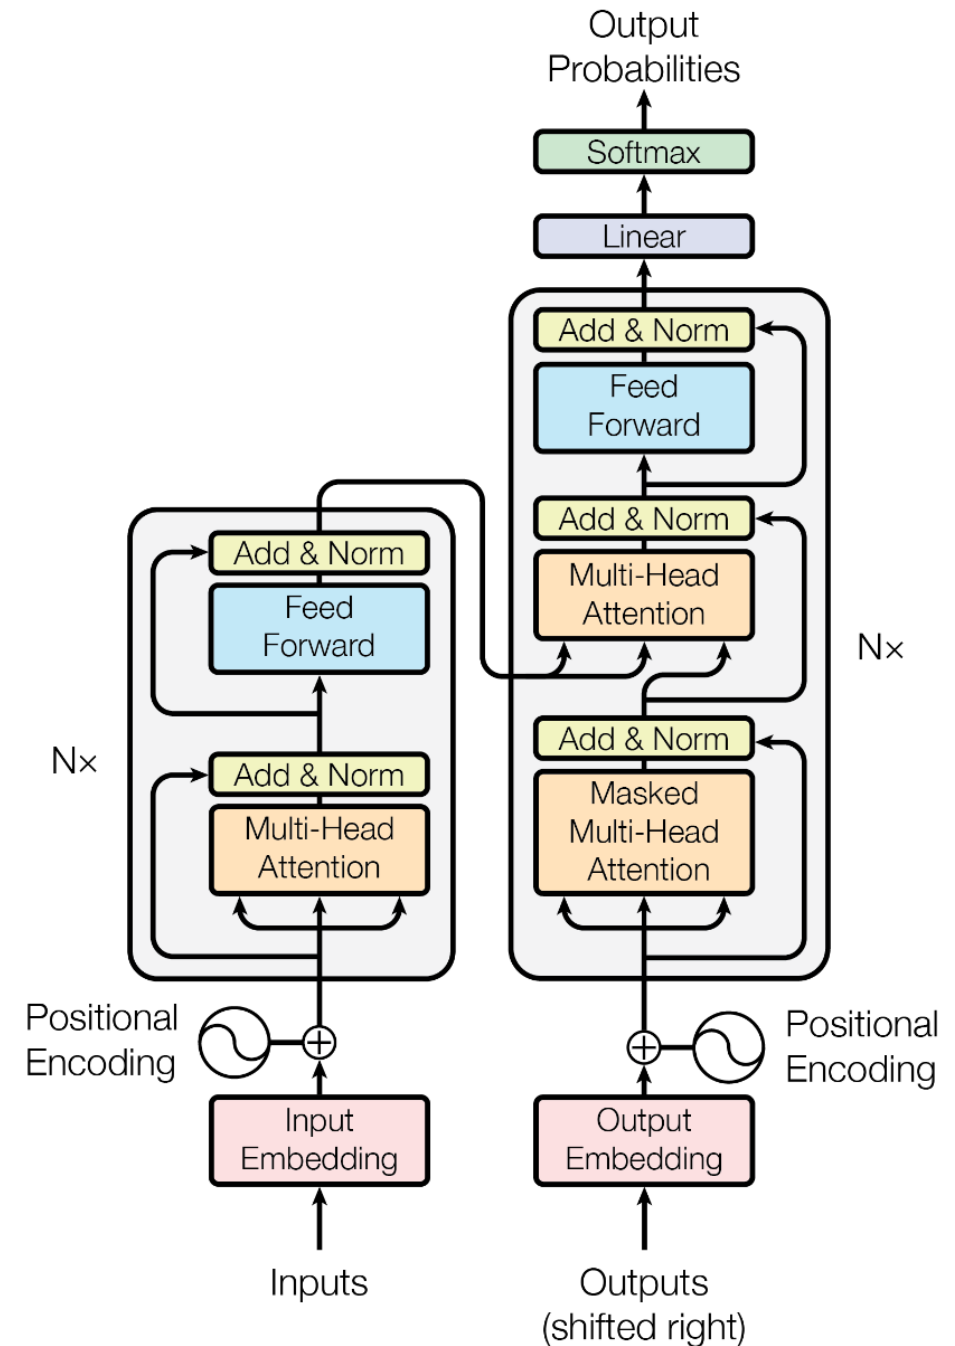 Output
Probabilities
Softmax
Linear
Add & Norm
Feed
Forward
Add & Norm
Multi-Head
Attention
Nx
Add & Norm
Masked
Multi-Head
Attention
Add & Norm
Feed
Forward
Nx
Add & Norm
Multi-Head
Attention
Positional
Encoding
Positional
Encoding
Input
Embedding
Output
Embedding
Inputs
Outputs
(shifted right)